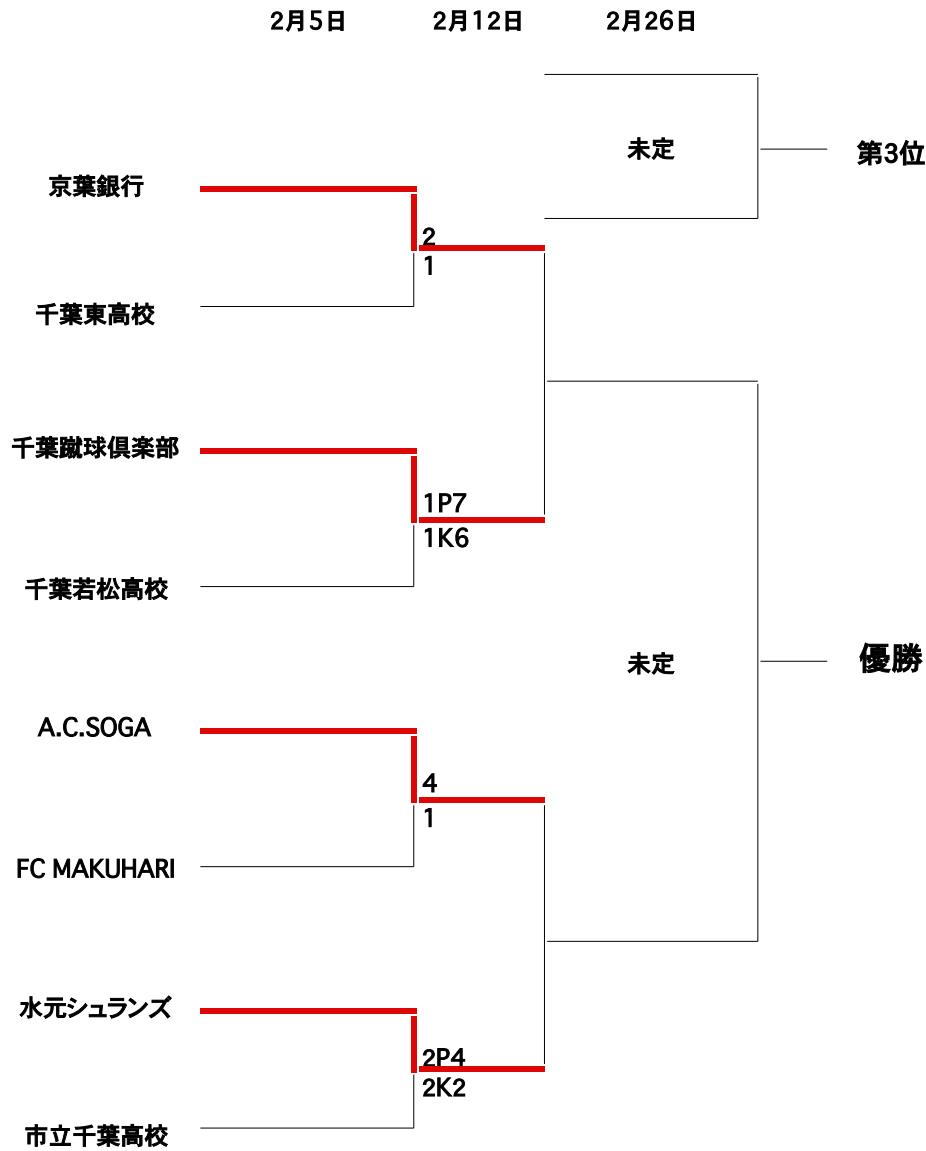 2月5日 2月12日 2月26日
未定
第3位
京葉銀行
2
1
千葉東高校
千葉蹴球倶楽部
1P7
1K6
千葉若松高校
未定
優勝
A.C.SOGA
4
1
FC MAKUHARI
水元シュランズ
2P4
2K2
市立千葉高校